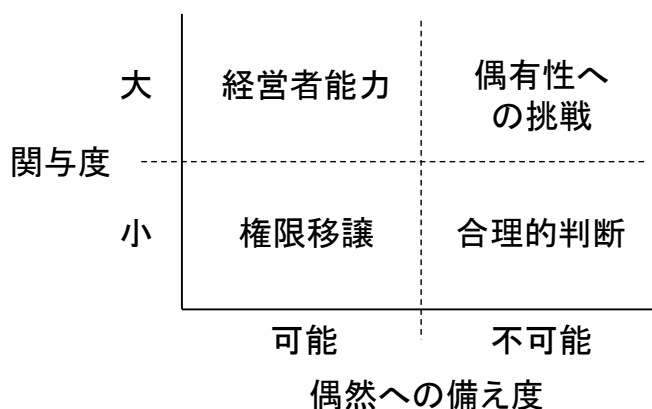 大
経営者能力
偶有性へ
の挑戦
関与度
小
権限移譲
合理的判断
可能
不可能
偶然への備え度